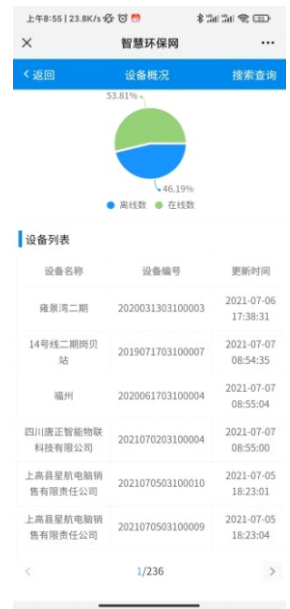 上午8:55 | 23.8K/s
智慧环保网
返回 设备概况 搜索查询
53.81%
46.19%
离线数 在线数
设备列表
设备名称 设备编号 更新时间
雍景湾二期 2020031303100003 2021-07-06
17:38:31
14号线二期岗贝
站 2019071703100007 2021-07-07
08:54:35
福州 2020061703100004 2021-07-07
08:55:04
四川唐正智能物联
科技有限公司 2021070203100004 2021-07-07
08:55:00
上高县星航电脑销
售有限责任公司 2021070503100010 2021-07-05
18:23:01
上高县星航电脑销
售有限责任公司 2021070503100009 2021-07-05
18:23:04
1/236